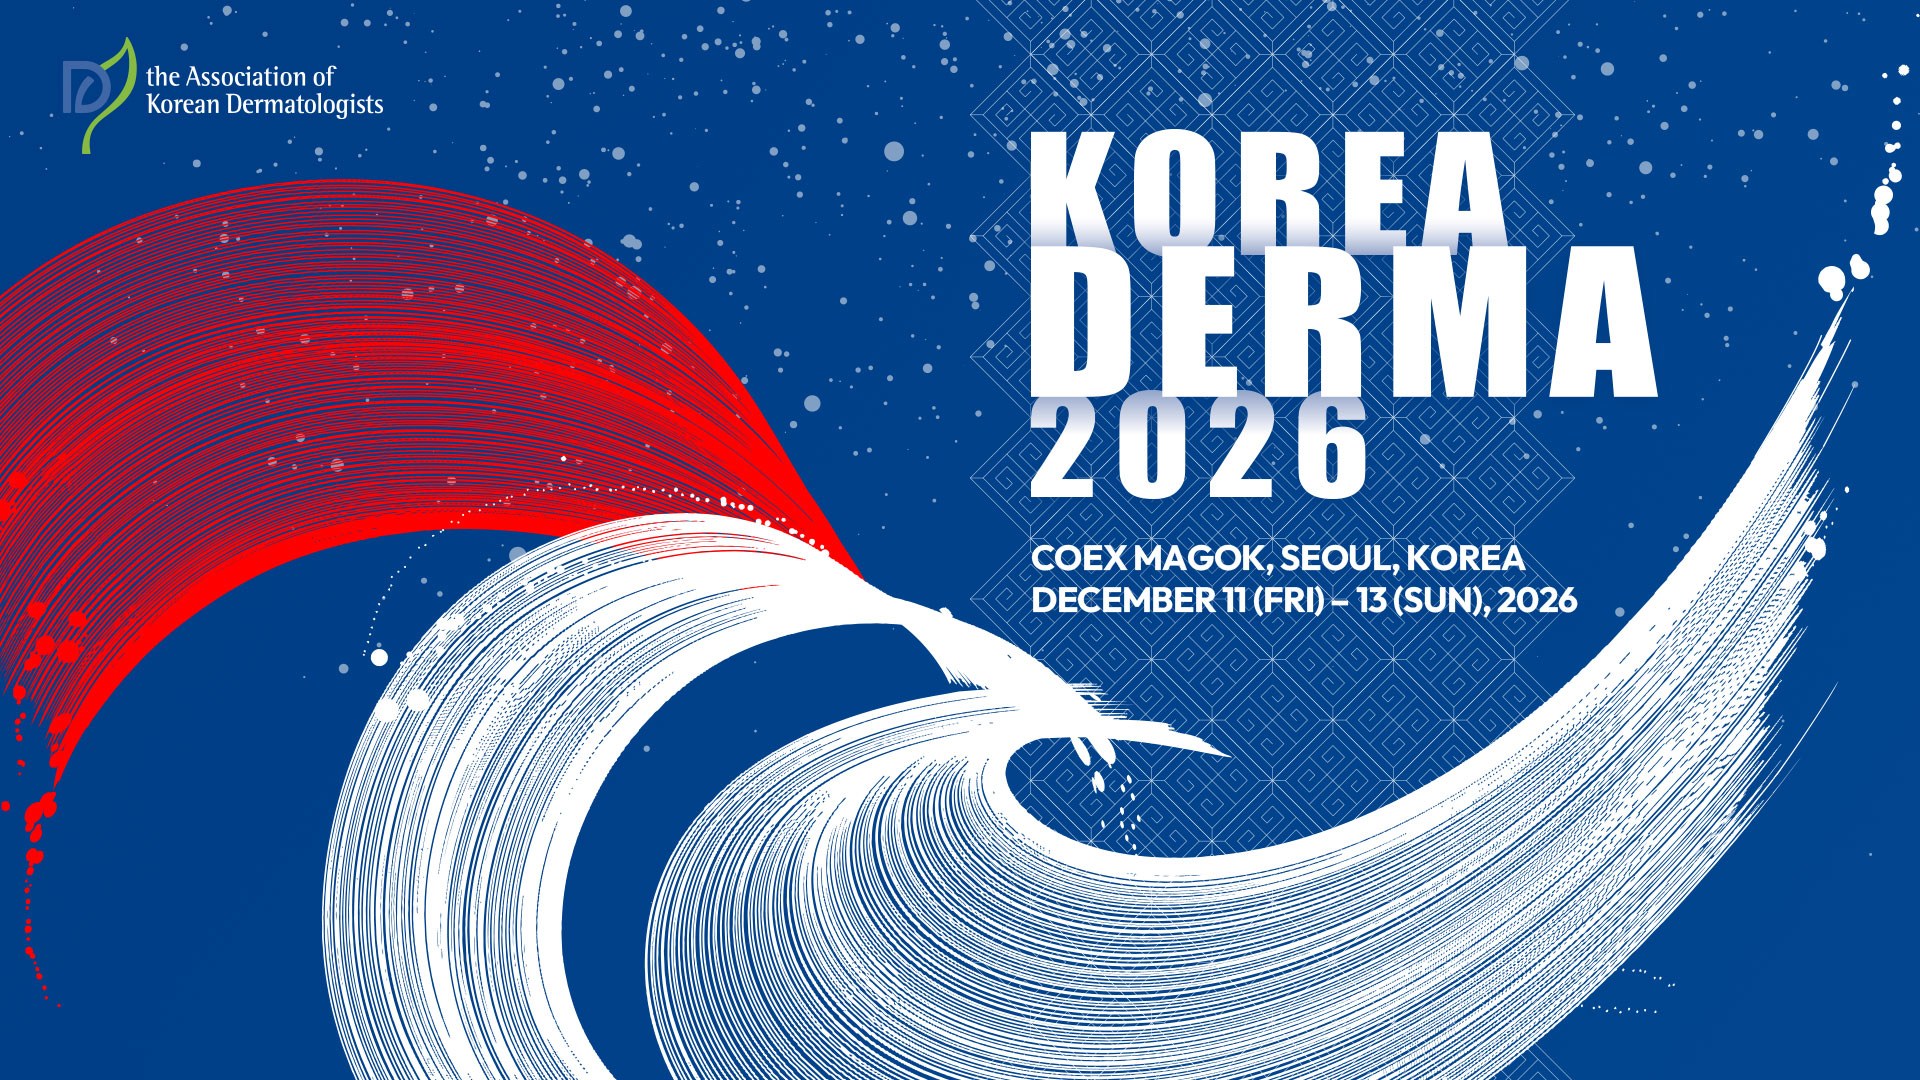 the Association of
Korean Dermatologists
KOREA
DERMA
2026
COEX MAGOK, SEOUL, KOREA
DECEMBER 11 (FRI) – 13 (SUN), 2026